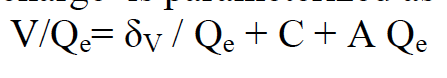 V/Qe= δV / Qe + C + A Qe